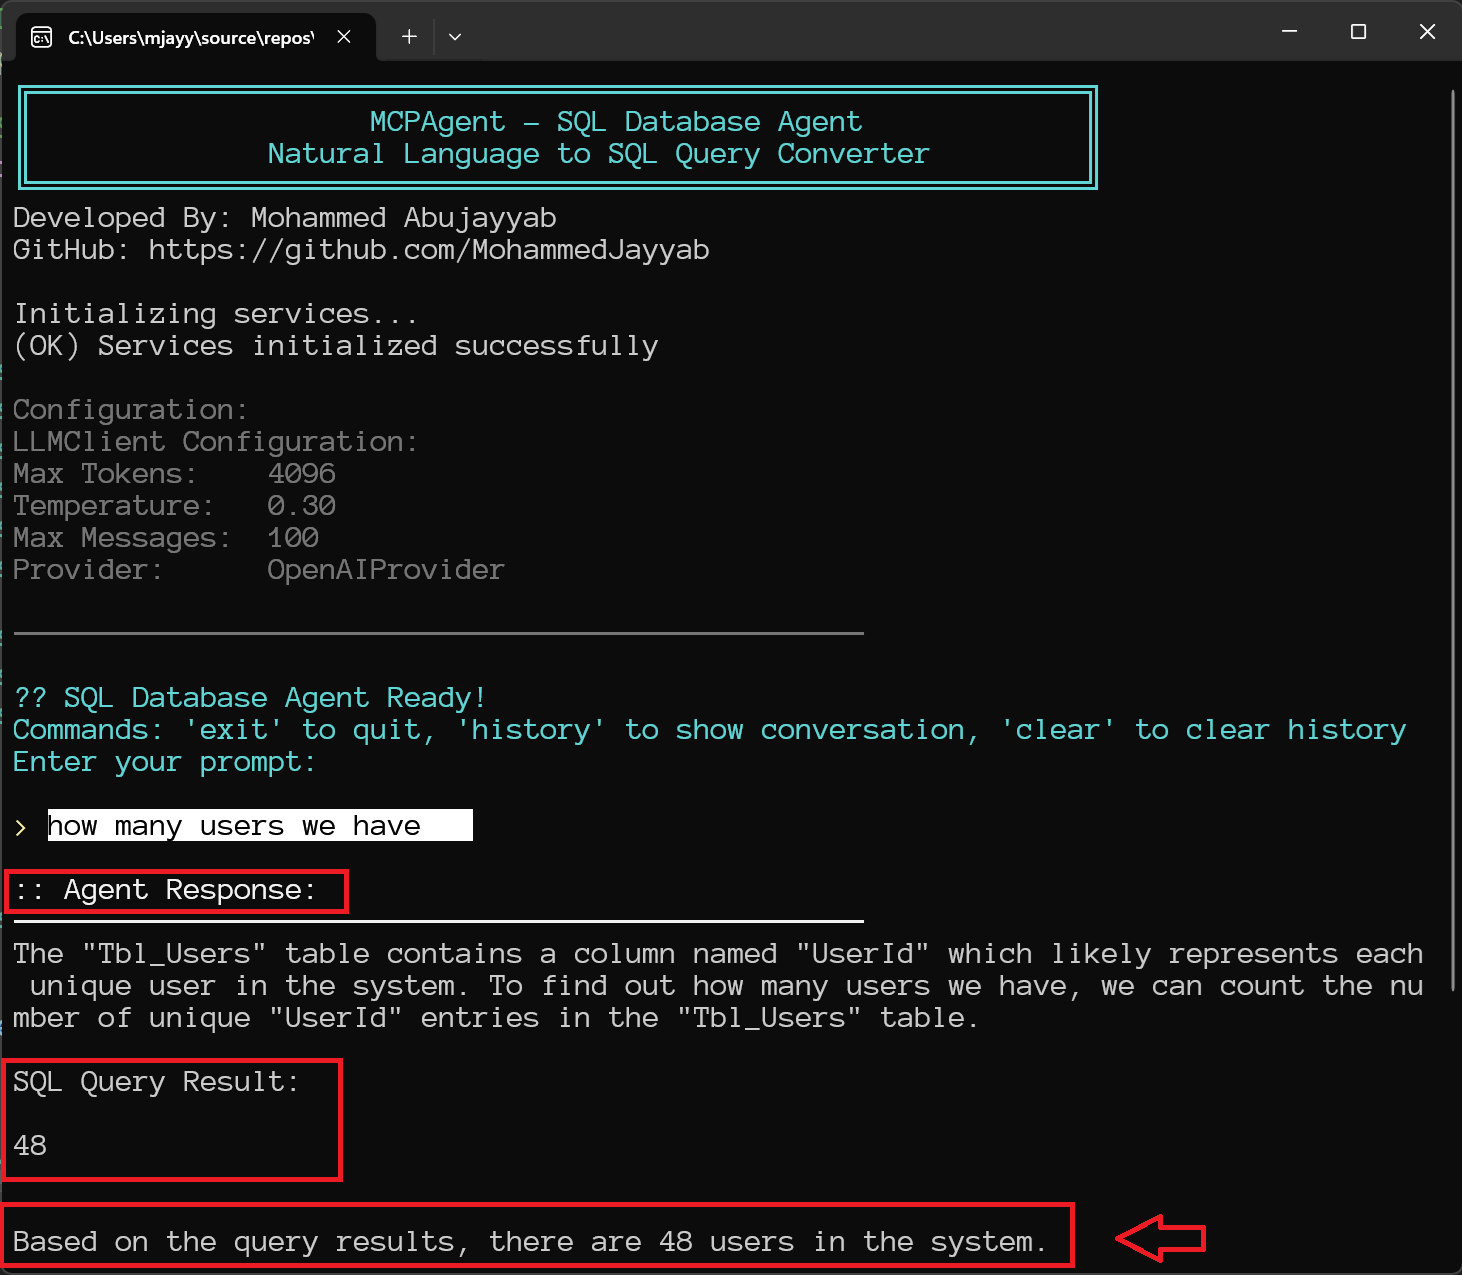 C:\Users\mjayy\source\repos\
MCPAgent - SQL Database Agent
Natural Language to SQL Query Converter
Developed By: Mohammed Abujayyab
GitHub: https://github.com/MohammedJayyab
Initializing services...
(OK) Services initialized successfully
Configuration:
LLMClient Configuration:
Max Tokens:    4096
Temperature:   0.30
Max Messages:  100
Provider:      OpenAIProvider
?? SQL Database Agent Ready!
Commands: 'exit' to quit, 'history' to show conversation, 'clear' to clear history
Enter your prompt:
> how many users we have
:: Agent Response:
The "Tbl_Users" table contains a column named "UserId" which likely represents each
unique user in the system. To find out how many users we have, we can count the nu
mber of unique "UserId" entries in the "Tbl_Users" table.
SQL Query Result:
48
Based on the query results, there are 48 users in the system.